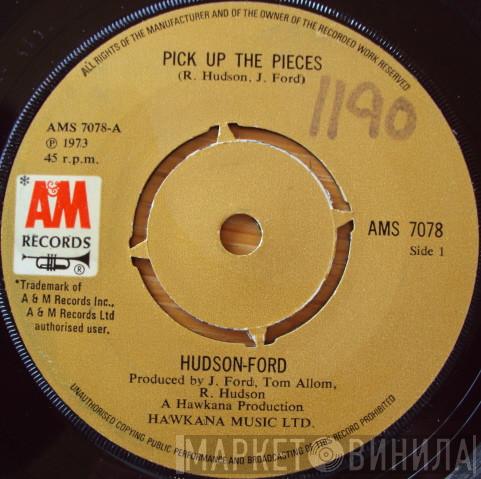 ALL RIGHTS OF THE MANUFACTURER AND OF THE OWNER OF THE RECORDED WORK RESERVED
PICK UP THE PIECES
(R. Hudson, J. Ford)
1190
AMS 7078-A
℗ 1973
45 r.p.m.
*
A&M
RECORDS
®
AMS 7078
Side 1
*Trademark of
A & M Records Inc.,
A & M Records Ltd
authorised user.
HUDSON-FORD
Produced by J. Ford, Tom Allom,
R. Hudson
A Hawkana Production
HAWKANA MUSIC LTD.
UNAUTHORISED COPYING PUBLIC PERFORMANCE AND BROADCASTING OF THIS RECORD PROHIBITED
МАРКЕТ ВИНИЛА